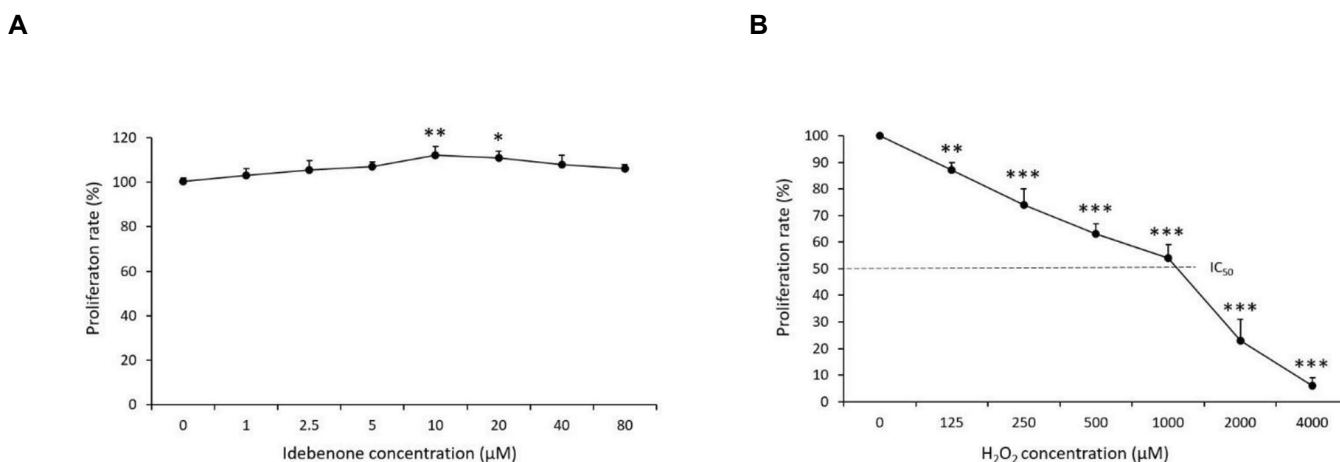 A
B
Proliferaton rate (%)
120
100
80
60
40
20
0
** *
0 1 2.5 5 10 20 40 80
Idebenone concentration (µM)
Proliferation rate (%)
100
90
80
70
60
50
40
30
20
10
0
**
***
***
***
***
***
IC₅₀
0 125 250 500 1000 2000 4000
H₂O₂ concentration (µM)